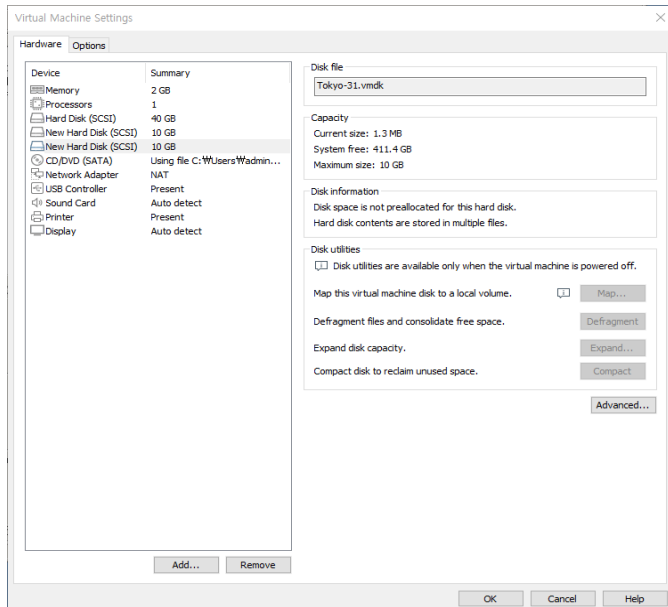 Virtual Machine Settings
Hardware Options
Device Summary
Memory 2 GB
Processors 1
Hard Disk (SCSI) 40 GB
New Hard Disk (SCSI) 10 GB
New Hard Disk (SCSI) 10 GB
CD/DVD (SATA) Using file C:₩Users₩admin...
Network Adapter NAT
USB Controller Present
Sound Card Auto detect
Printer Present
Display Auto detect
Add... Remove
Disk file
Tokyo-31.vmdk
Capacity
Current size: 1.3 MB
System free: 411.4 GB
Maximum size: 10 GB
Disk information
Disk space is not preallocated for this hard disk.
Hard disk contents are stored in multiple files.
Disk utilities
Disk utilities are available only when the virtual machine is powered off.
Map this virtual machine disk to a local volume. Map...
Defragment files and consolidate free space. Defragment
Expand disk capacity. Expand...
Compact disk to reclaim unused space. Compact
Advanced...
OK Cancel Help